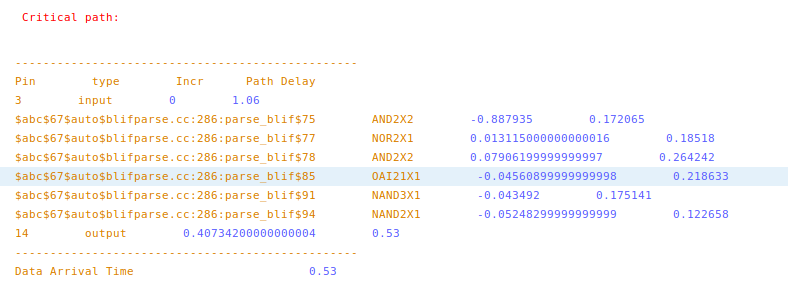 Critical path:
-------------------------------------------------
Pin        type        Incr      Path Delay
3        input        0        1.06
$abc$67$auto$blifparse.cc:286:parse_blif$75        AND2X2        -0.887935        0.172065
$abc$67$auto$blifparse.cc:286:parse_blif$77        NOR2X1        0.013115000000000016        0.18518
$abc$67$auto$blifparse.cc:286:parse_blif$78        AND2X2        0.07906199999999997        0.264242
$abc$67$auto$blifparse.cc:286:parse_blif$85        OAI21X1        -0.04560899999999998        0.218633
$abc$67$auto$blifparse.cc:286:parse_blif$91        NAND3X1        -0.043492        0.175141
$abc$67$auto$blifparse.cc:286:parse_blif$94        NAND2X1        -0.05248299999999999        0.122658
14        output        0.40734200000000004        0.53
-------------------------------------------------
Data Arrival Time                         0.53